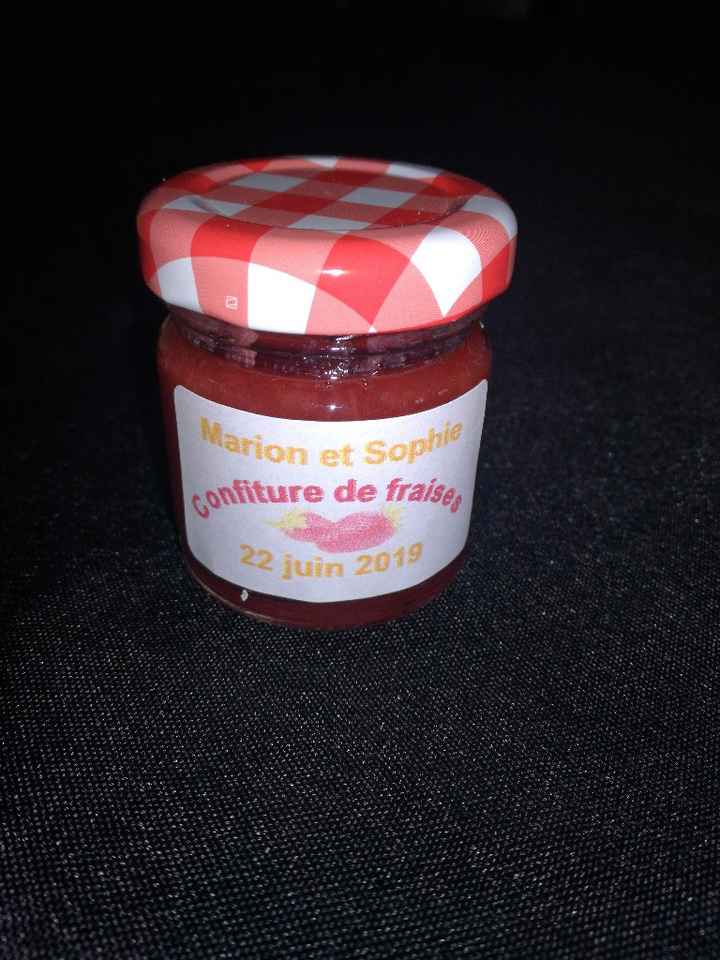 Marion et Sophie
Confiture de fraises
22 juin 2019